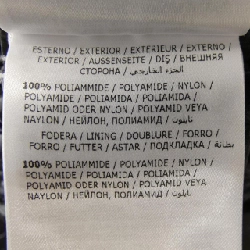 ESTERNO / EXTERIOR / EXTERIEUR / EXTERNO /
EXTERIOR / AUSSENSEITE / DIŞ / ВНЕШНЯЯ
СТОРОНА / الجزء الخارجي /
100% POLIAMMIDE / POLYAMIDE / NYLON /
POLYAMIDE / POLIAMIDA / POLIAMIDA /
POLYAMID ODER NYLON / POLYAMID VEYA
NAYLON / НЕЙЛОН, ПОЛИАМИД / نايلون /
FODERA / LINING / DOUBLURE / FORRO /
FORRO / FUTTER / ASTAR / ПОДКЛАДКА / بطانة /
100% POLIAMMIDE / POLYAMIDE / NYLON /
POLYAMIDE / POLIAMIDA / POLIAMIDA /
POLYAMID ODER NYLON / POLYAMID VEYA
NAYLON / НЕЙЛОН, ПОЛИАМИД / نايلون /